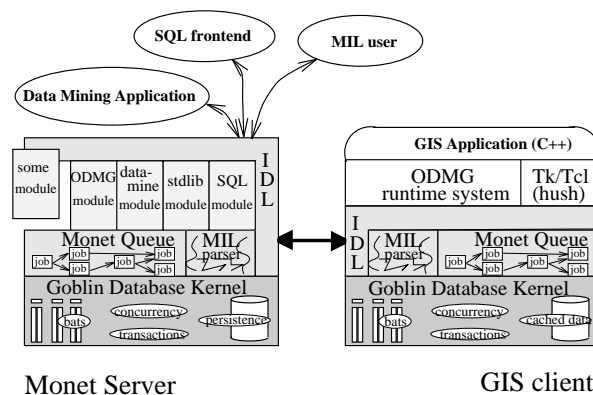 SQL frontend
MIL user
Data Mining Application
some
module
ODMG
module
data-
mine
module
stdlib
module
SQL
module
I
D
L
Monet Queue
job
job
job
job
job
job
MIL
parser
Goblin Database Kernel
bats
concurrency
transactions
persistence
Monet Server
GIS Application (C++)
ODMG
runtime system
Tk/Tcl
(hush)
I
D
L
MIL
parser
Monet Queue
job
job
job
job
job
job
Goblin Database Kernel
bats
concurrency
transactions
cached data
GIS client